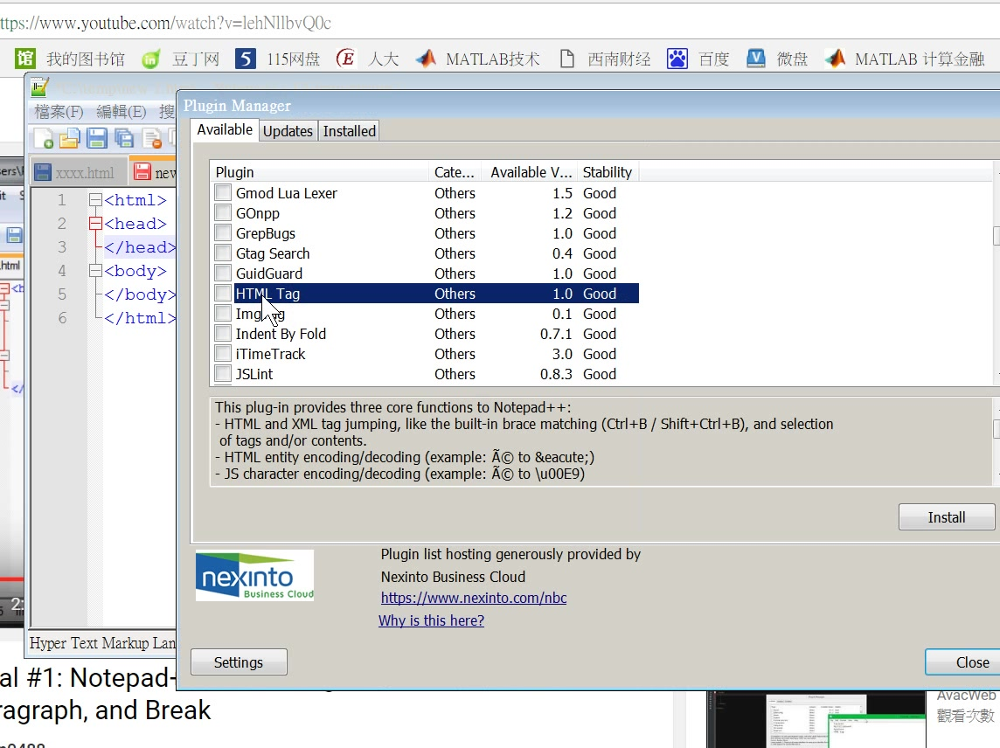 ttps://www.youtube.com/watch?v=lehNllbvQ0c
馆 我的图书馆 in 豆丁网 5 115网盘 E 人大 MATLAB技术 西南财经 百度 V 微盘 MATLAB 计算金融
檔案(F) 編輯(E) 搜
Plugin Manager
Available Updates Installed
xxxx.html new
Plugin Cate... Available V... Stability
Gmod Lua Lexer Others 1.5 Good
GOnpp Others 1.2 Good
GrepBugs Others 1.0 Good
Gtag Search Others 0.4 Good
GuidGuard Others 1.0 Good
HTML Tag Others 1.0 Good
Others 0.1 Good
Indent By Fold Others 0.7.1 Good
iTimeTrack Others 3.0 Good
JSLint Others 0.8.3 Good
1 <html>
2 <head>
3 </head>
4 <body>
5 </body>
6 </html>
.html
This plug-in provides three core functions to Notepad++:
- HTML and XML tag jumping, like the built-in brace matching (Ctrl+B / Shift+Ctrl+B), and selection
of tags and/or contents.
- HTML entity encoding/decoding (example: Ã© to &eacute;)
- JS character encoding/decoding (example: Ã© to \u00E9)
Install
nexinto
Business Cloud
Plugin list hosting generously provided by
Nexinto Business Cloud
https://www.nexinto.com/nbc
Why is this here?
Hyper Text Markup Lan
Settings Close
al #1: Notepad-
ragraph, and Break
AvacWeb
觀看次數